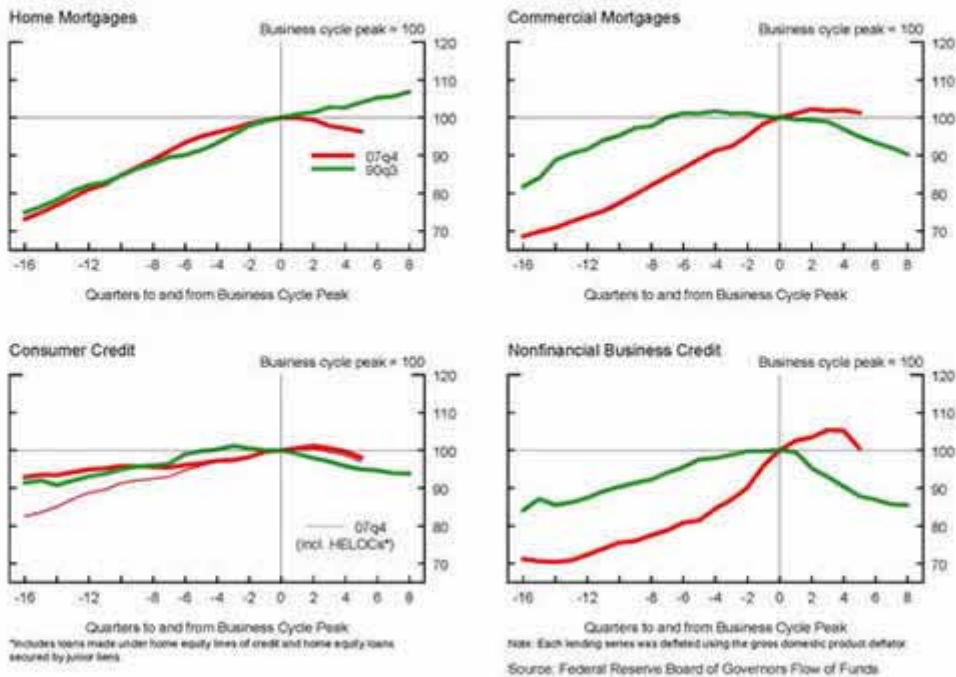 Home Mortgages
Business cycle peak = 100
120
110
100
90
80
70
07q4
90q3
-16 -12 -8 -6 -4 -2 0 2 4 6 8
Quarters to and from Business Cycle Peak
Commercial Mortgages
Business cycle peak = 100
120
110
100
90
80
70
-16 -12 -8 -6 -4 -2 0 2 4 6 8
Quarters to and from Business Cycle Peak
Consumer Credit
Business cycle peak = 100
120
110
100
90
80
70
07q4
(incl. HELOCs*)
-16 -12 -8 -6 -4 -2 0 2 4 6 8
Quarters to and from Business Cycle Peak
*Includes loans made under home equity lines of credit and home equity loans
secured by junior liens.
Nonfinancial Business Credit
Business cycle peak = 100
120
110
100
90
80
70
-16 -12 -8 -6 -4 -2 0 2 4 6 8
Quarters to and from Business Cycle Peak
Note: Each lending series was deflated using the gross domestic product deflator.
Source: Federal Reserve Board of Governors Flow of Funds